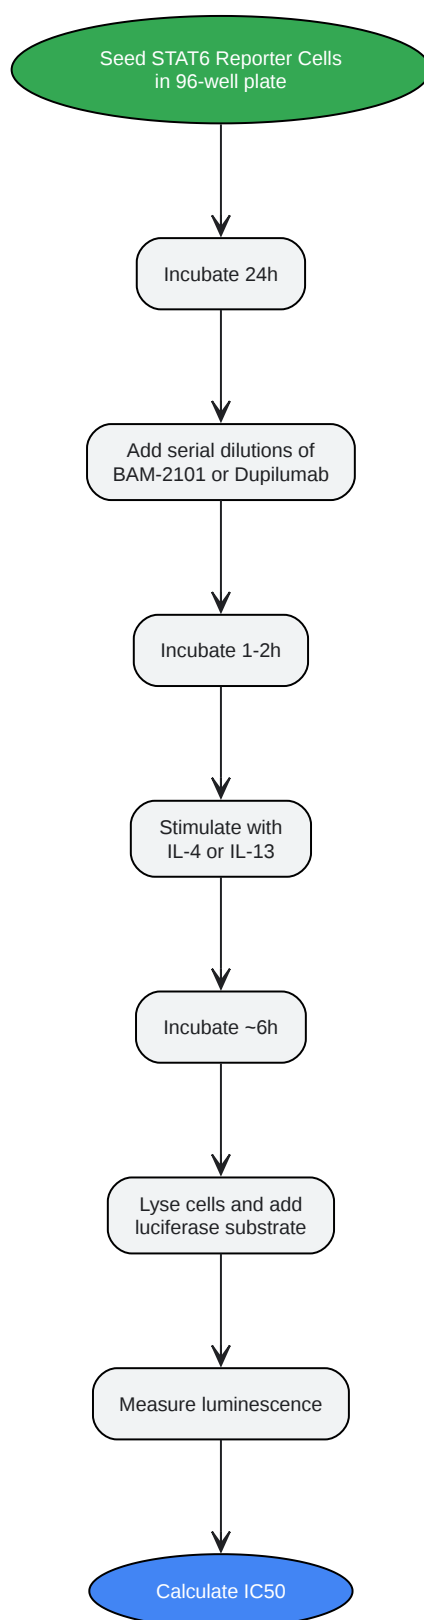 Seed STAT6 Reporter Cells
in 96-well plate
Incubate 24h
Add serial dilutions of
BAM-2101 or Dupilumab
Incubate 1-2h
Stimulate with
IL-4 or IL-13
Incubate ~6h
Lyse cells and add
luciferase substrate
Measure luminescence
Calculate IC50